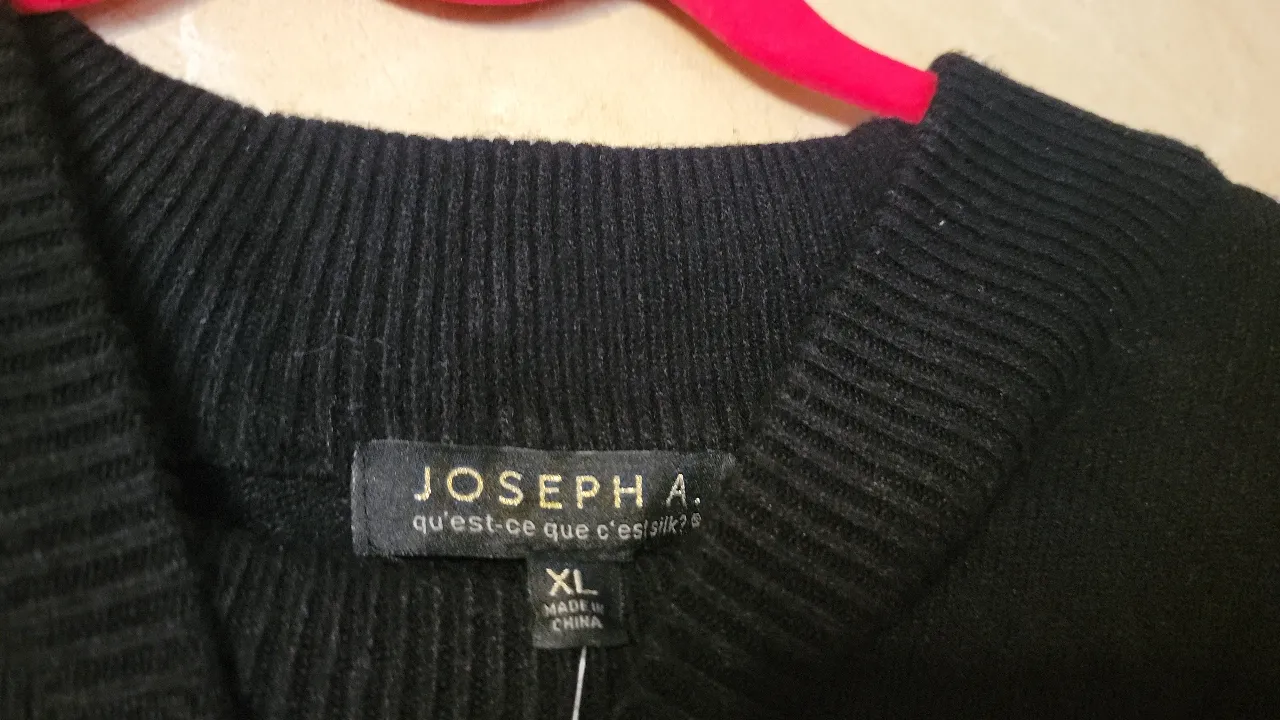 JOSEPH A.
qu'est-ce que c'est silk? ®
XL
MADE IN
CHINA